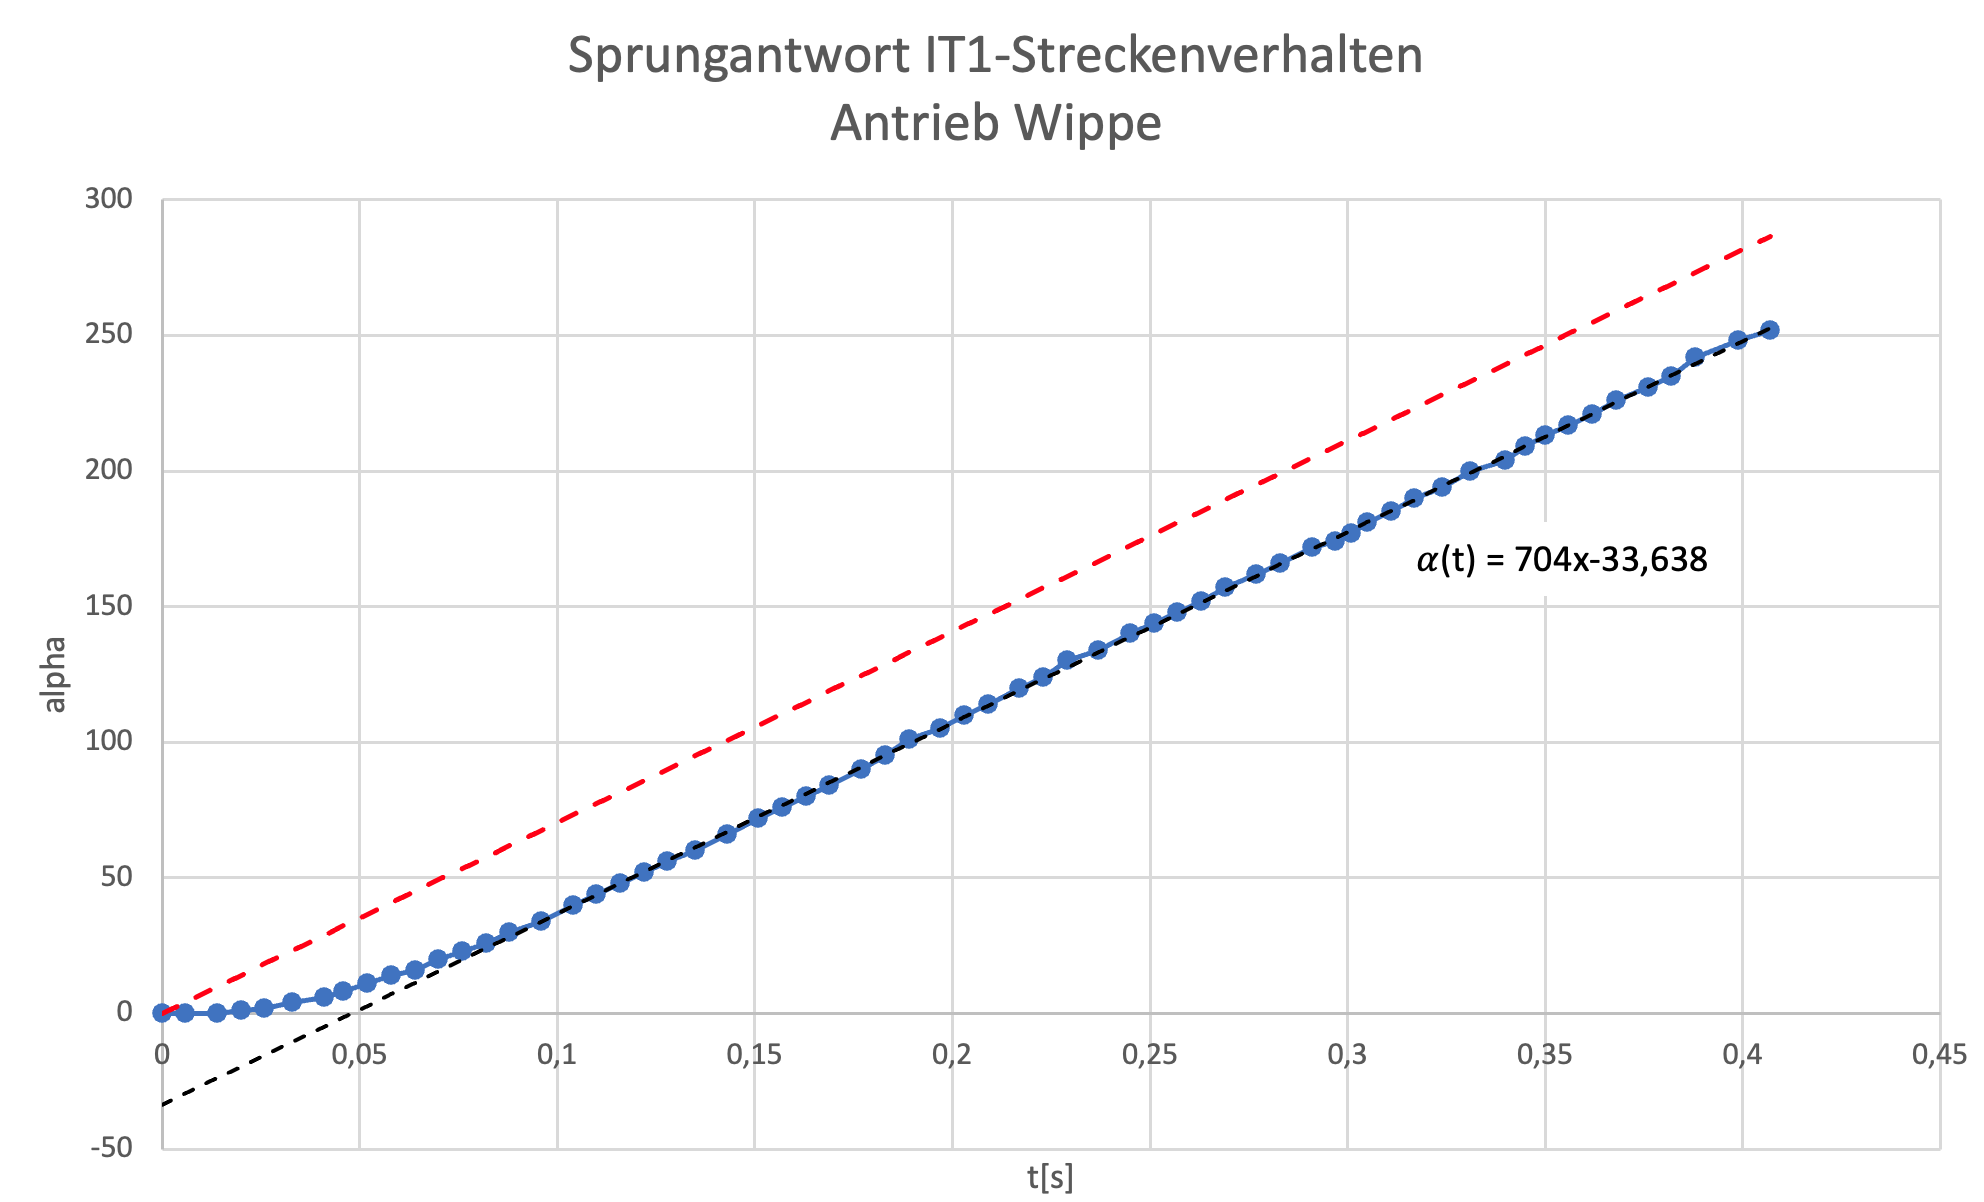 Sprungantwort IT1-Streckenverhalten
Antrieb Wippe
300
250
200
150
100
50
0
-50
alpha
𝛼(t) = 704x-33,638
0 0,05 0,1 0,15 0,2 0,25 0,3 0,35 0,4 0,45
t[s]